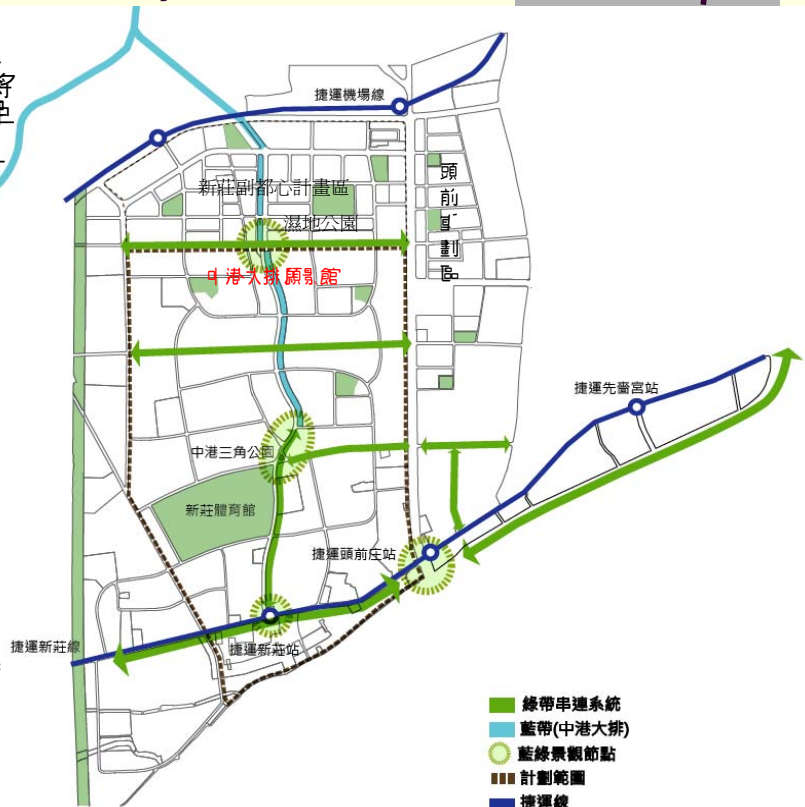 捷運機場線
新莊副都心計畫區
濕地公園
中港大排願景館
頭前重劃區
捷運先嗇宮站
中港三角公園
新莊體育館
捷運頭前庄站
捷運新莊線
捷運新莊站
綠帶串連系統
藍帶(中港大排)
藍綠景觀節點
計劃範圍
捷運線